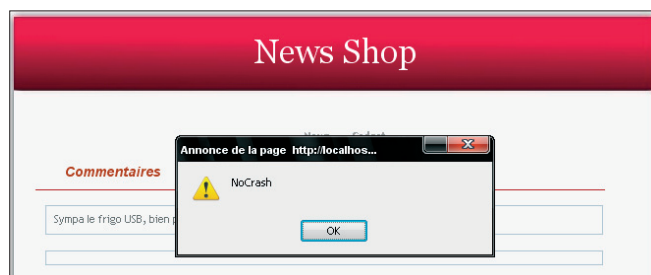 News Shop
Annonce de la page http://localhos...
Commentaires
NoCrash
Sympa le frigo USB, bien
OK